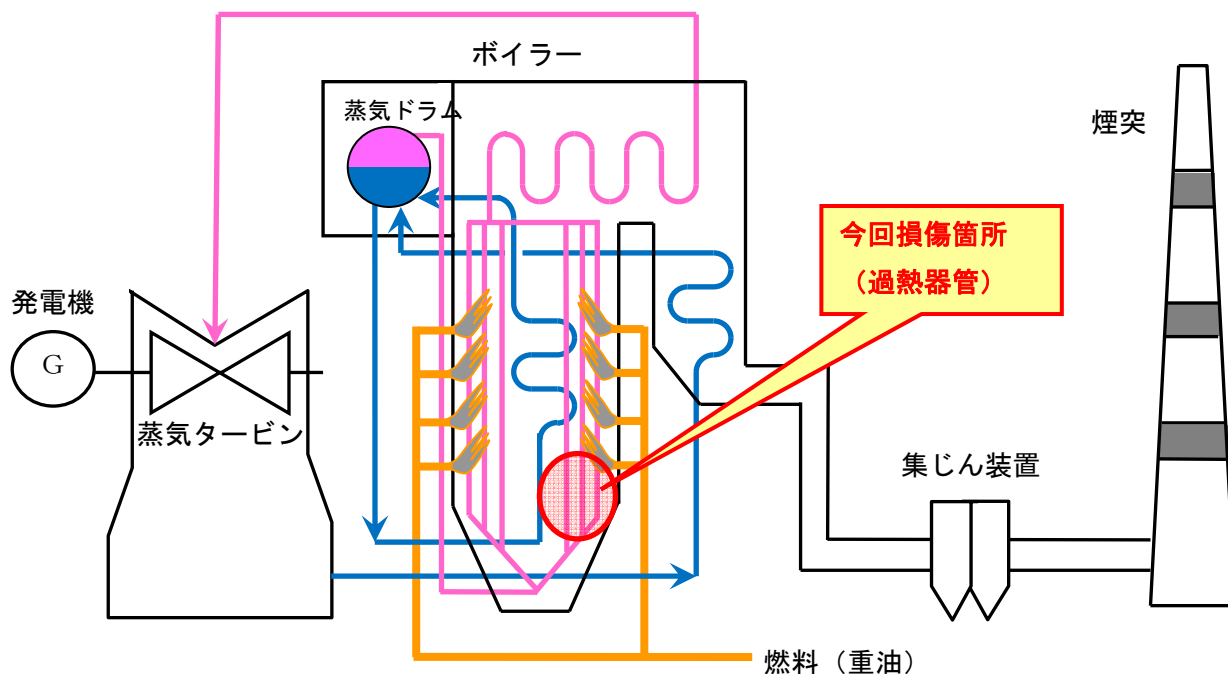 ボイラー
蒸気ドラム
煙突
今回損傷箇所
（過熱器管）
発電機
G
蒸気タービン
集じん装置
燃料（重油）